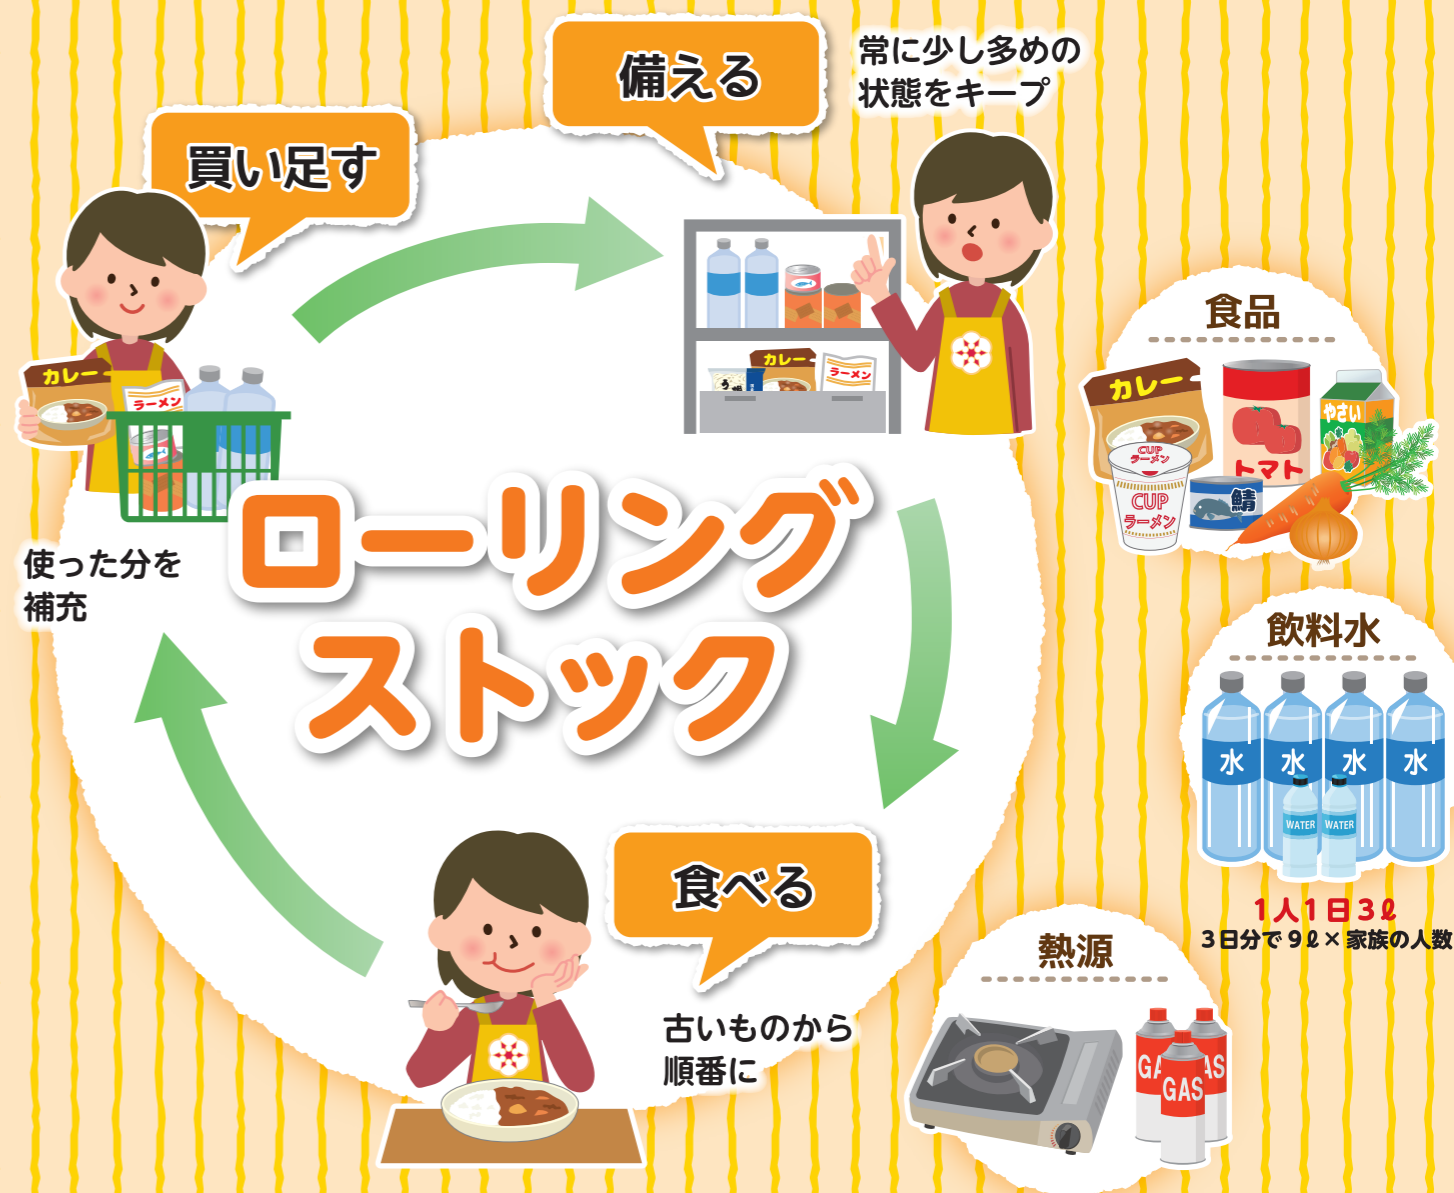 備える
常に少し多めの
状態をキープ
買い足す
カレー
ラーメン
カレー
ラーメン
使った分を
補充
ローリング
ストック
食べる
古いものから
順番に
食品
カレー
トマト
やさい
CUP
ラーメン
CUP
ラーメン
鯖
飲料水
水
水
水
水
WATER
WATER
1人1日3ℓ
3日分で9ℓ×家族の人数
熱源
GAS